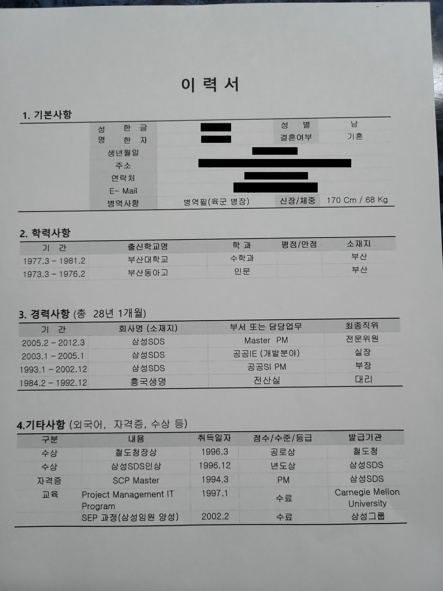 이 력 서
1. 기본사항
성 한 글 성 별 남
명 한 자 결혼여부 기혼
생년월일
주소
연락처
E- Mail
병역사항 병역필(육군 병장) 신장/체중 170 Cm / 68 Kg
2. 학력사항
기 간 출신학교명 학 과 평점/만점 소재지
1977.3 – 1981.2 부산대학교 수학과 부산
1973.3 – 1976.2 부산동아고 인문 부산
3. 경력사항 (총 28년 1개월)
기 간 회사명 (소재지) 부서 또는 담당업무 최종직위
2005.2 – 2012.3 삼성SDS Master PM 전문위원
2003.1 – 2005.1 삼성SDS 공공IE (개발분야) 실장
1993.1 – 2002.12 삼성SDS 공공SI PM 부장
1984.2 – 1992.12 흥국생명 전산실 대리
4.기타사항 (외국어, 자격증, 수상 등)
구분 내용 취득일자 점수/수준/등급 발급기관
수상 철도청장상 1996.3 공로상 철도청
수상 삼성SDS인상 1996.12 년도상 삼성SDS
자격증 SCP Master 1994.3 PM 삼성SDS
교육 Project Management IT 1997.1 수료 Carnegie Mellon
Program University
SEP 과정(삼성임원 양성) 2002.2 수료 삼성그룹